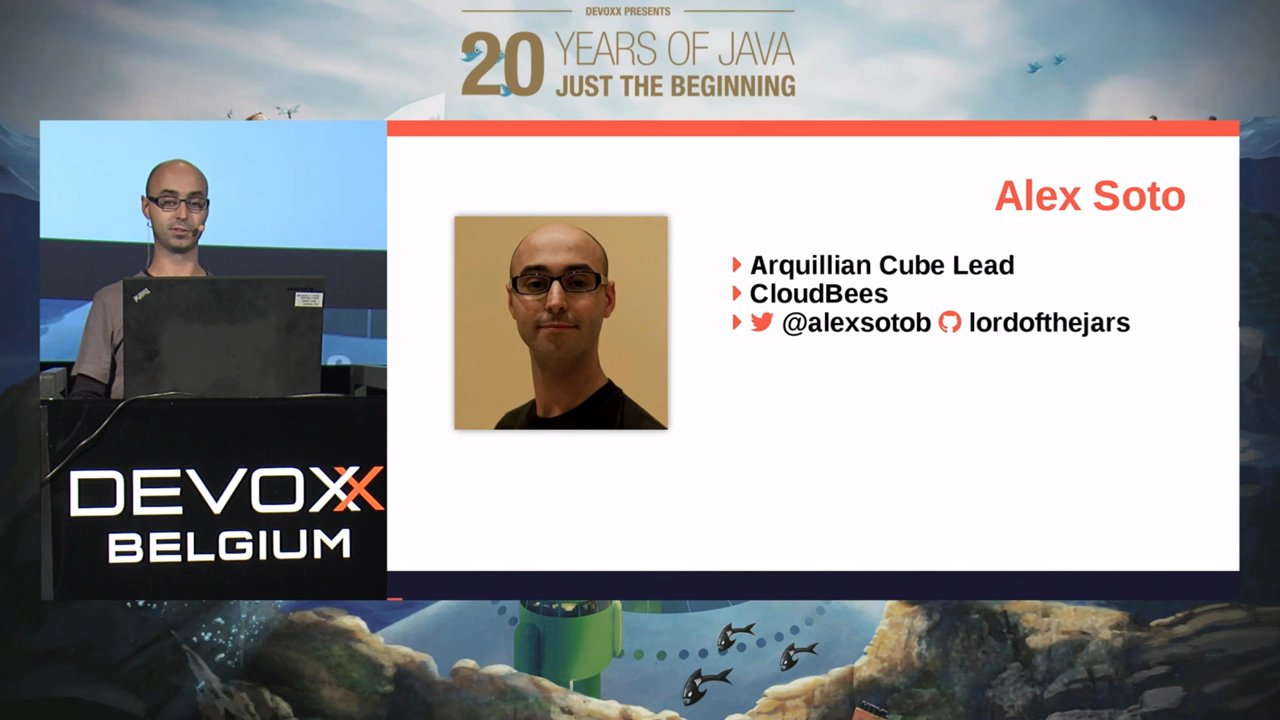 DEVOXX PRESENTS
20 YEARS OF JAVA
JUST THE BEGINNING
Alex Soto
Arquillian Cube Lead
CloudBees
@alexsotob lordofthejars
ThinkPad
DEVOXX
BELGIUM